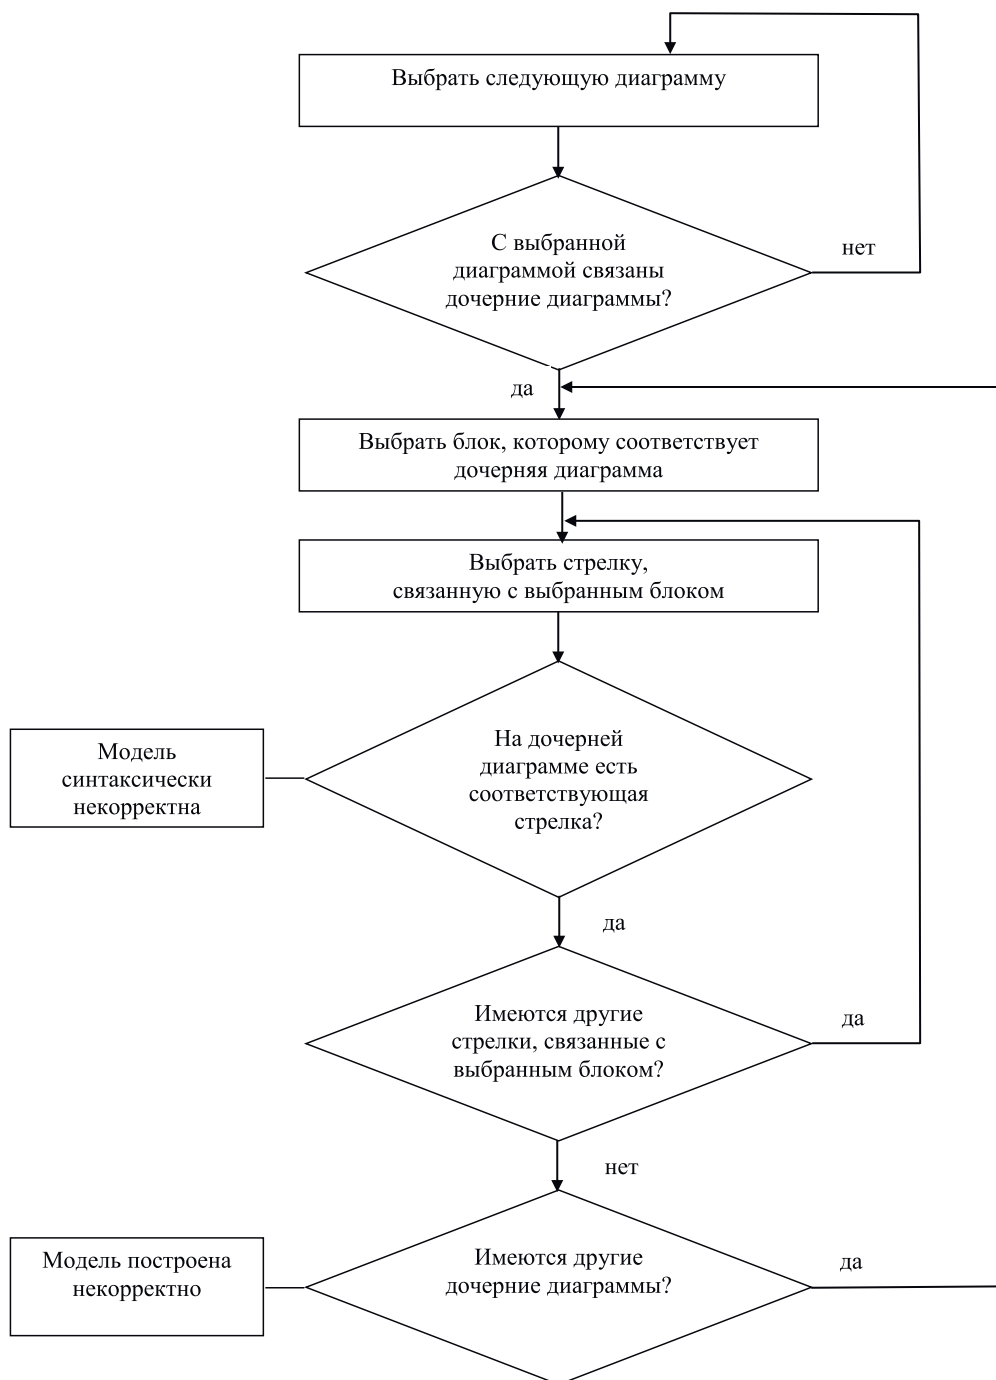 Выбрать следующую диаграмму
С выбранной
диаграммой связаны
дочерние диаграммы?
нет
да
Выбрать блок, которому соответствует
дочерняя диаграмма
Выбрать стрелку,
связанную с выбранным блоком
На дочерней
диаграмме есть
соответствующая
стрелка?
Модель
синтаксически
некорректна
да
Имеются другие
стрелки, связанные с
выбранным блоком?
да
нет
Имеются другие
дочерние диаграммы?
да
Модель построена
некорректно